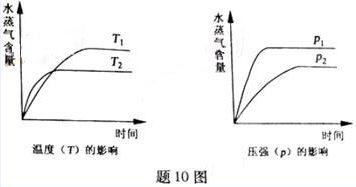 水蒸气含量
T₁
T₂
时间
温度（T）的影响
水蒸气含量
p₁
p₂
时间
压强（p）的影响
题10图